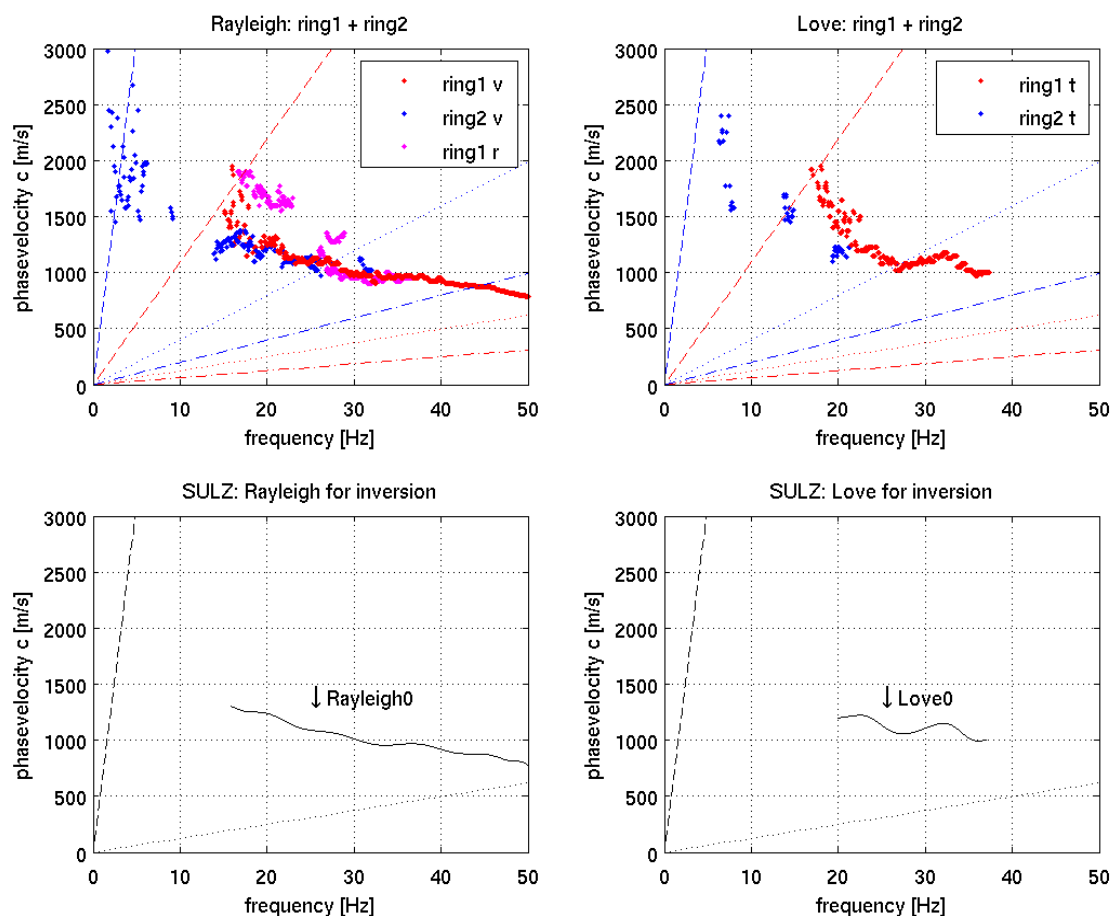 Rayleigh: ring1 + ring2
3000
2500
2000
1500
1000
500
0
phasevelocity c [m/s]
ring1 v
ring2 v
ring1 r
0 10 20 30 40 50
frequency [Hz]
Love: ring1 + ring2
3000
2500
2000
1500
1000
500
0
phasevelocity c [m/s]
ring1 t
ring2 t
0 10 20 30 40 50
frequency [Hz]
SULZ: Rayleigh for inversion
3000
2500
2000
1500
1000
500
0
phasevelocity c [m/s]
↓ Rayleigh0
0 10 20 30 40 50
frequency [Hz]
SULZ: Love for inversion
3000
2500
2000
1500
1000
500
0
phasevelocity c [m/s]
↓ Love0
0 10 20 30 40 50
frequency [Hz]